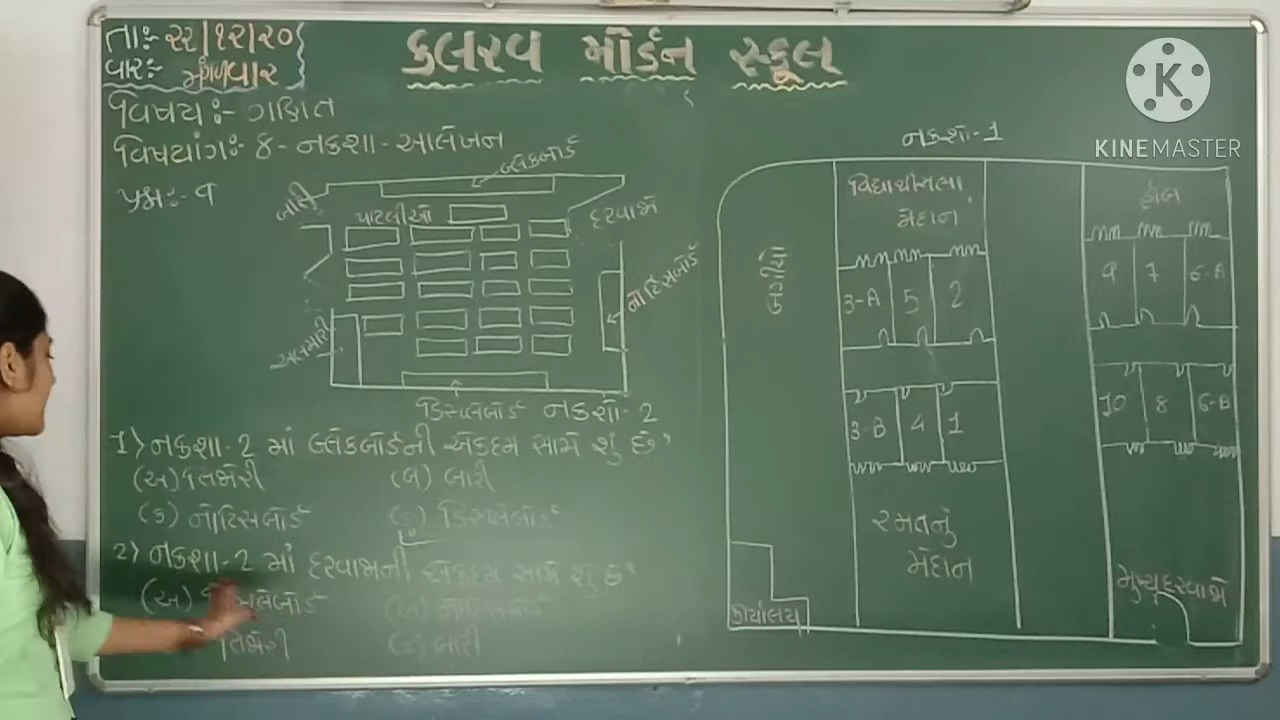 તા:- ૨૨/૧૨/૨૦
વાર:- મંગળવાર
કલરવ મોર્ડન સ્કૂલ
KINEMASTER
વિષય:- ગણિત
વિષયાંગ:- ૪- નકશા-આલેખન
પ્રશ્ન:- ૧
બ્લેકબોર્ડ
બારી
પાટલીઓ
દરવાજો
નોટિસબોર્ડ
અલમારી
ડિસ્પ્લેબોર્ડ નકશો-2
1) નકશા-2 માં બ્લેકબોર્ડની એકદમ સામે શું છે?
(અ) તિજોરી (બ) બારી
(ક) નોટિસબોર્ડ (ડ) ડિસ્પ્લેબોર્ડ
2) નકશા-2 માં દરવાજાની એકદમ સામે શું છે?
(અ) (બ) નોટિસબોર્ડ
તિજોરી (ડ) બારી
નકશો-1
બગીચો
મેદાન
હોલ
3-A 5 2
9 7 6-A
3-B 4 1
10 8 6-B
રમતનું
મેદાન
મુખ્ય દરવાજો
કાર્યાલય